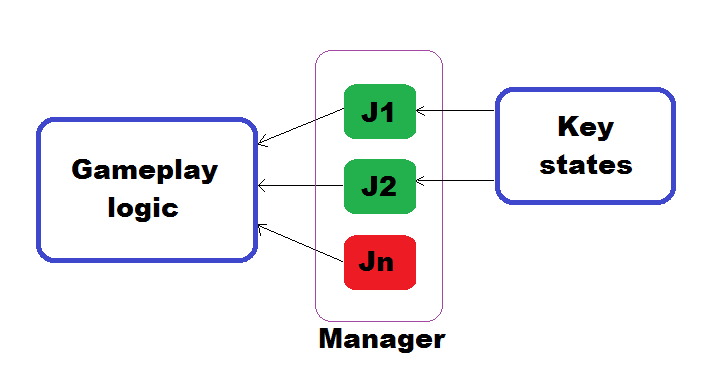 Gameplay
logic
J1
J2
Jn
Manager
Key
states